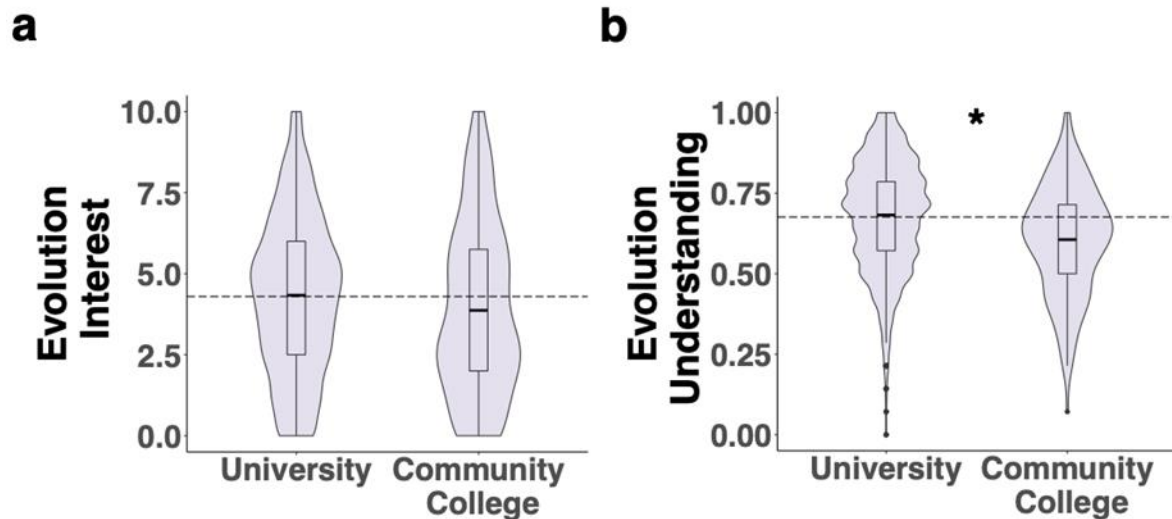 a
Evolution
Interest
10.0
7.5
5.0
2.5
0.0
University
Community
College
b
Evolution
Understanding
*
1.00
0.75
0.50
0.25
0.00
University
Community
College